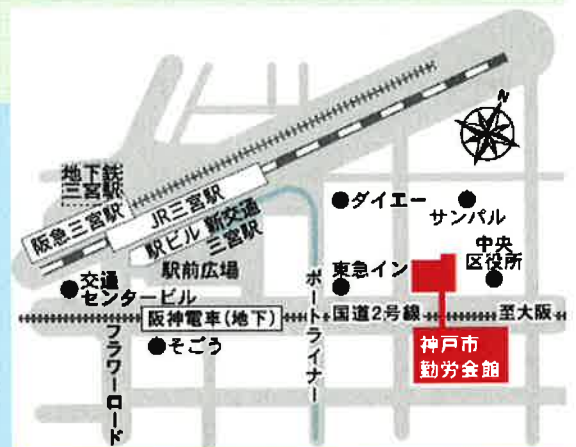 N
地下鉄
三宮駅
阪急三宮駅
JR三宮駅
駅ビル
新交通
三宮駅
駅前広場
交通
センタービル
ダイエー
サンパル
東急イン
中央
区役所
阪神電車(地下)
国道2号線
至大阪
そごう
フラワーロード
ポートライナー
神戸市
勤労会館